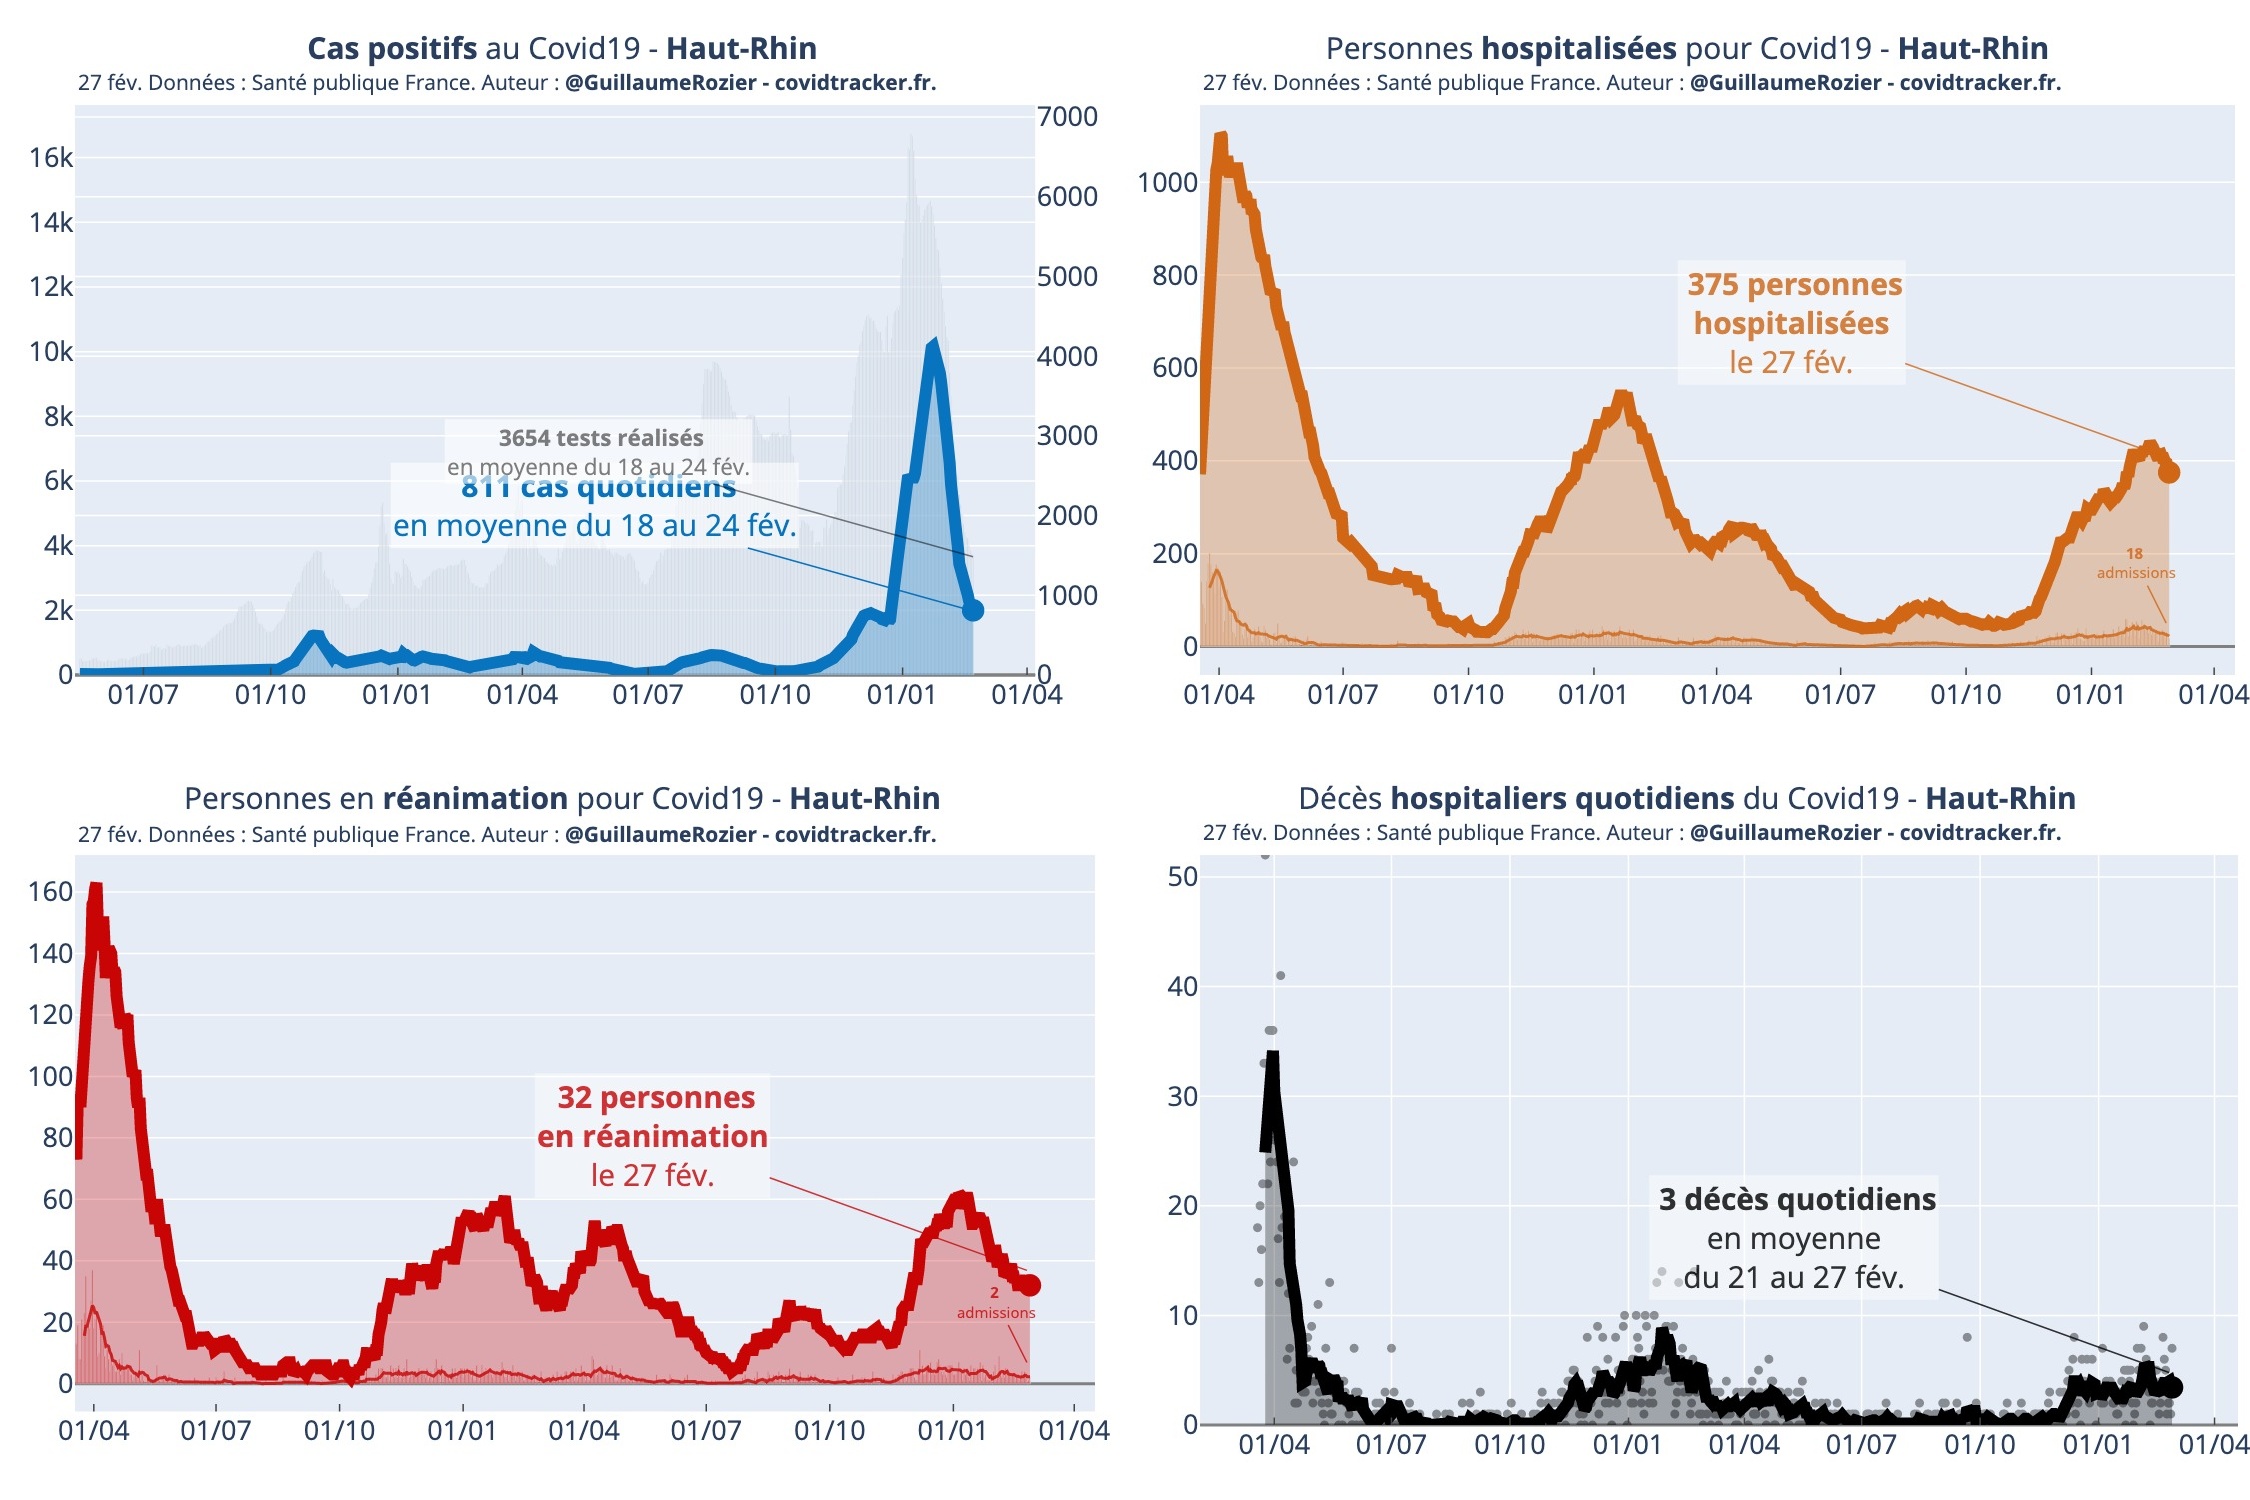 Cas positifs au Covid19 - Haut-Rhin
27 fév. Données : Santé publique France. Auteur : @GuillaumeRozier - covidtracker.fr.
16k
14k
12k
10k
8k
6k
4k
2k
0
7000
6000
5000
4000
3000
2000
1000
0
3654 tests réalisés
en moyenne du 18 au 24 fév.
811 cas quotidiens
en moyenne du 18 au 24 fév.
01/07 01/10 01/01 01/04 01/07 01/10 01/01 01/04
Personnes hospitalisées pour Covid19 - Haut-Rhin
27 fév. Données : Santé publique France. Auteur : @GuillaumeRozier - covidtracker.fr.
1000
800
600
400
200
0
375 personnes
hospitalisées
le 27 fév.
18
admissions
01/04 01/07 01/10 01/01 01/04 01/07 01/10 01/01 01/04
Personnes en réanimation pour Covid19 - Haut-Rhin
27 fév. Données : Santé publique France. Auteur : @GuillaumeRozier - covidtracker.fr.
160
140
120
100
80
60
40
20
0
32 personnes
en réanimation
le 27 fév.
2
admissions
01/04 01/07 01/10 01/01 01/04 01/07 01/10 01/01 01/04
Décès hospitaliers quotidiens du Covid19 - Haut-Rhin
27 fév. Données : Santé publique France. Auteur : @GuillaumeRozier - covidtracker.fr.
50
40
30
20
10
0
3 décès quotidiens
en moyenne
du 21 au 27 fév.
01/04 01/07 01/10 01/01 01/04 01/07 01/10 01/01 01/04